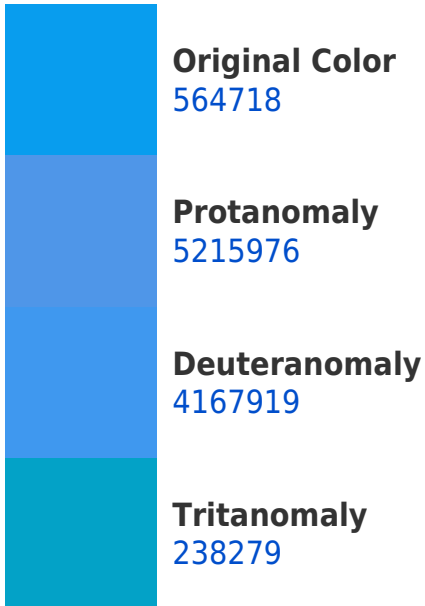 Original Color
564718
Protanomaly
5215976
Deuteranomaly
4167919
Tritanomaly
238279